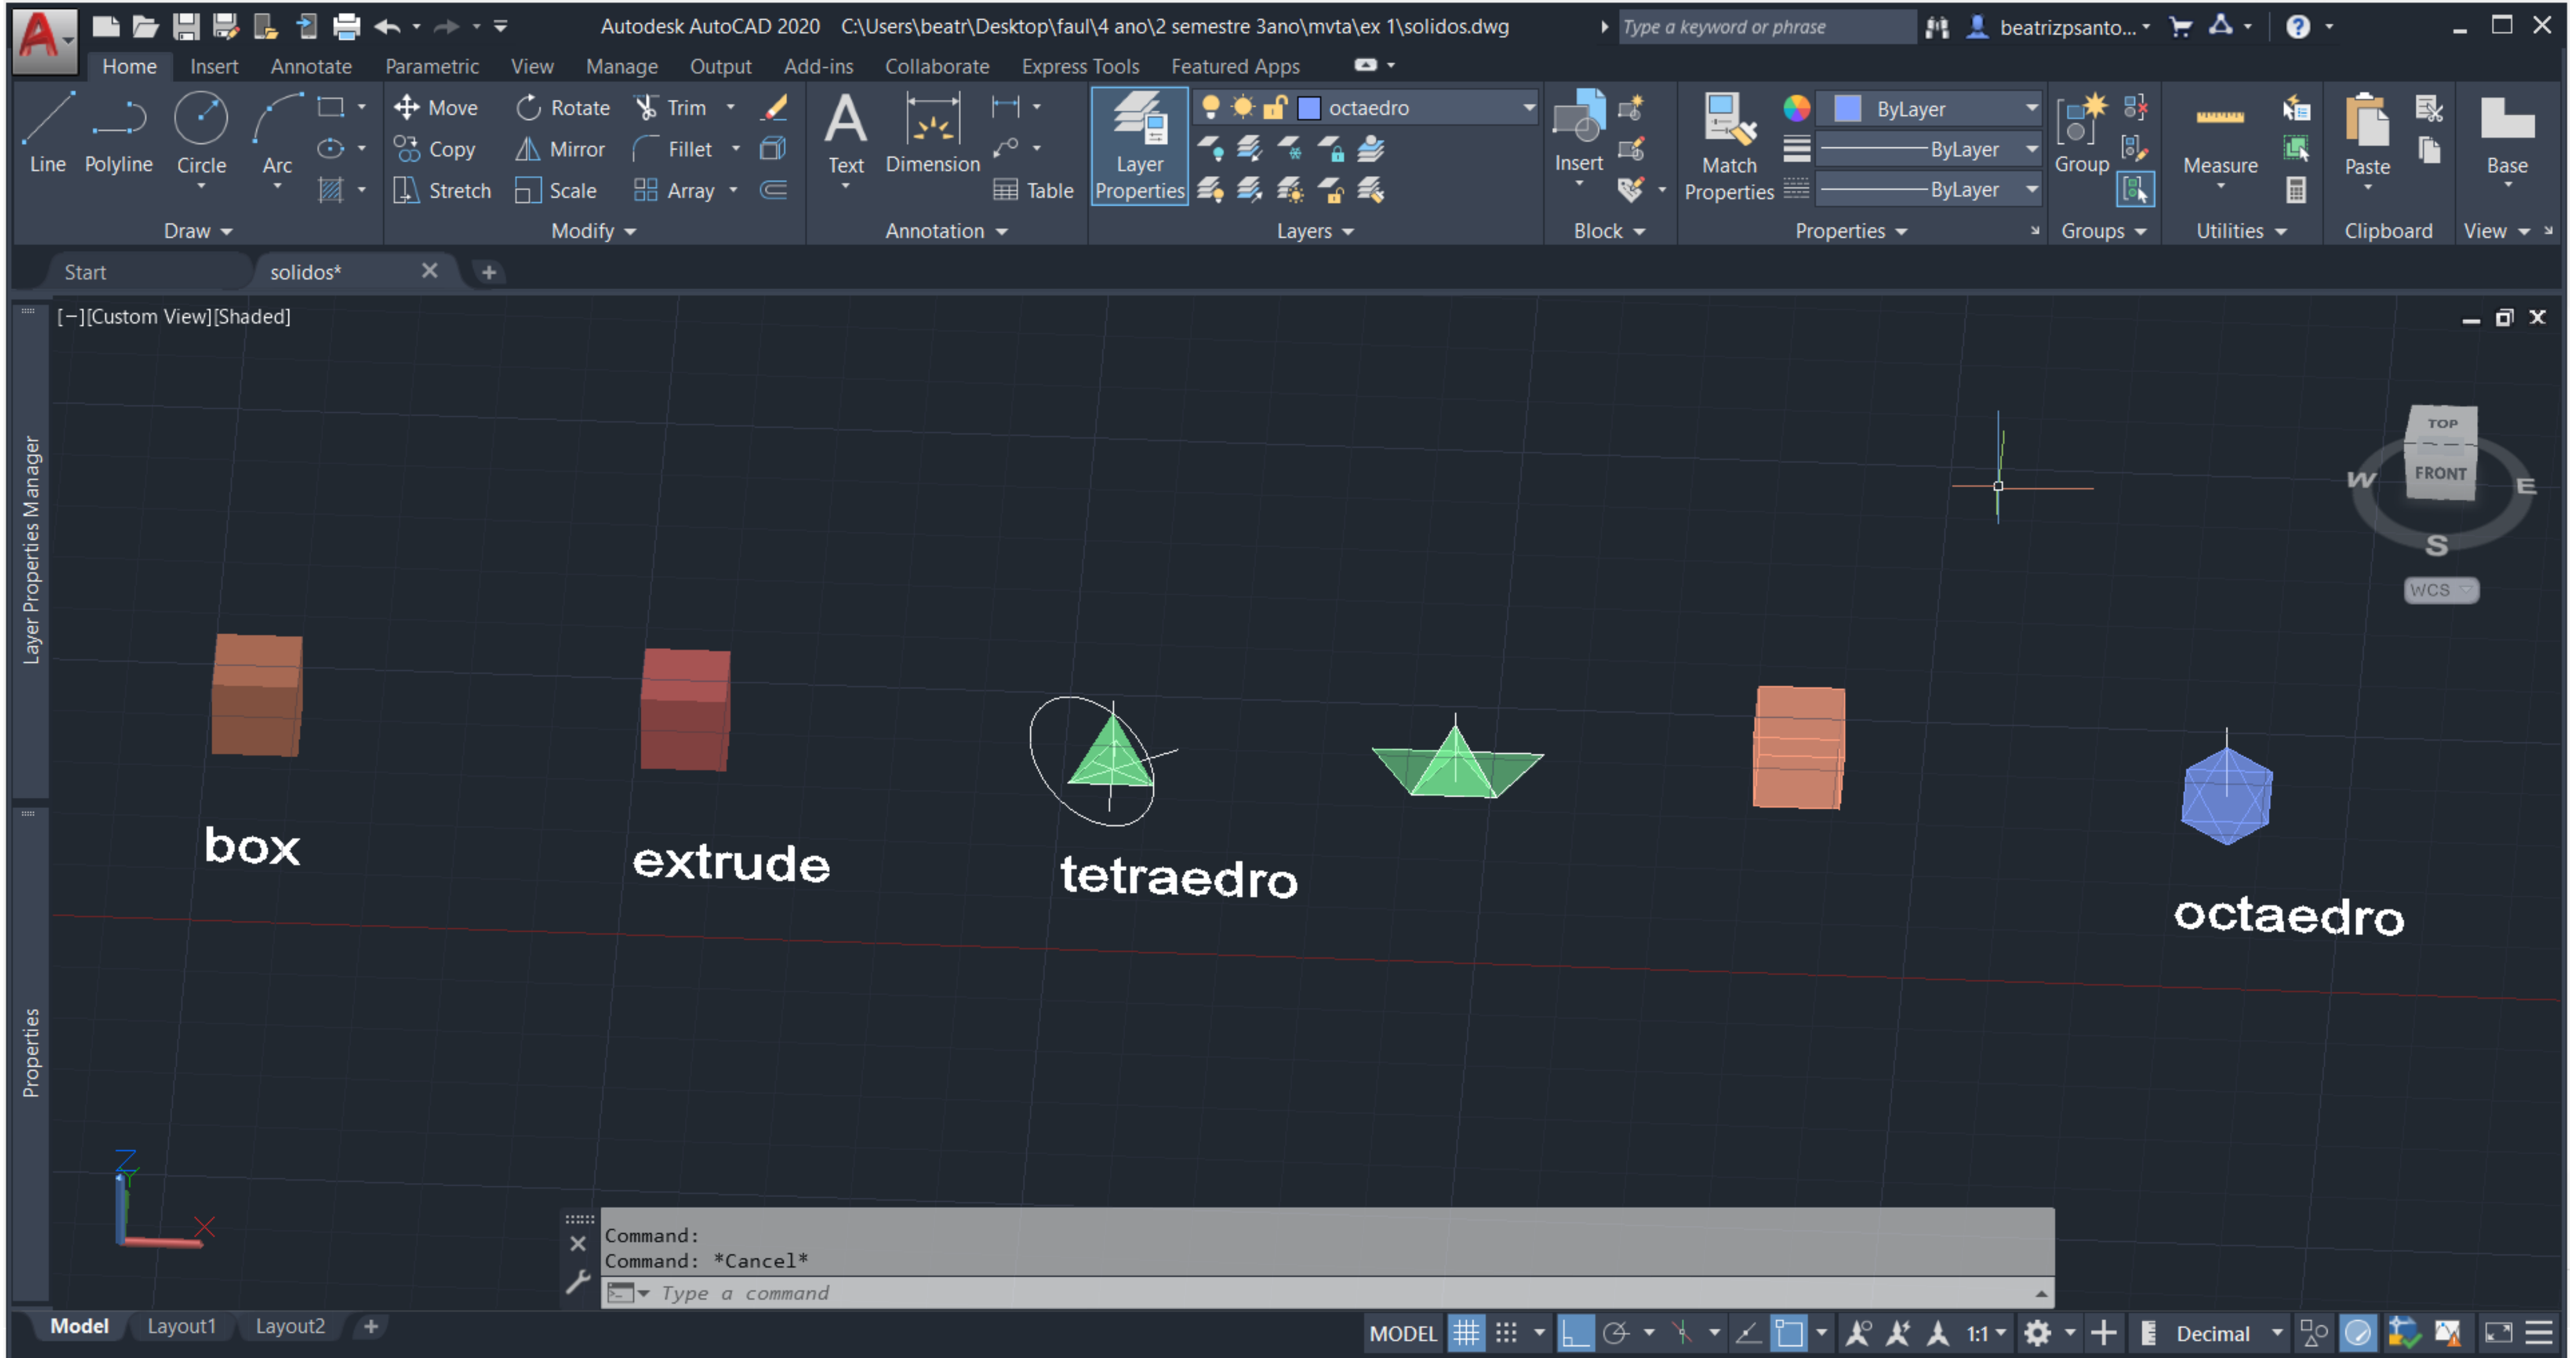 Autodesk AutoCAD 2020 C:\Users\beatr\Desktop\faul\4 ano\2 semestre 3ano\mvta\ex 1\solidos.dwg
Type a keyword or phrase
beatrizpsanto...
Home Insert Annotate Parametric View Manage Output Add-ins Collaborate Express Tools Featured Apps
Line Polyline Circle Arc
Draw
Move Rotate Trim
Copy Mirror Fillet
Stretch Scale Array
Modify
Text Dimension Table
Annotation
Layer Properties
octaedro
Layers
Insert
Block
Match Properties
ByLayer
ByLayer
ByLayer
Properties
Group
Groups
Measure
Utilities
Paste
Clipboard
Base
View
Start solidos*
[−][Custom View][Shaded]
Layer Properties Manager
Properties
TOP
FRONT
W E
S
WCS
box
extrude
tetraedro
octaedro
Z
Y
X
Command:
Command: *Cancel*
Type a command
Model Layout1 Layout2
MODEL 1:1 Decimal